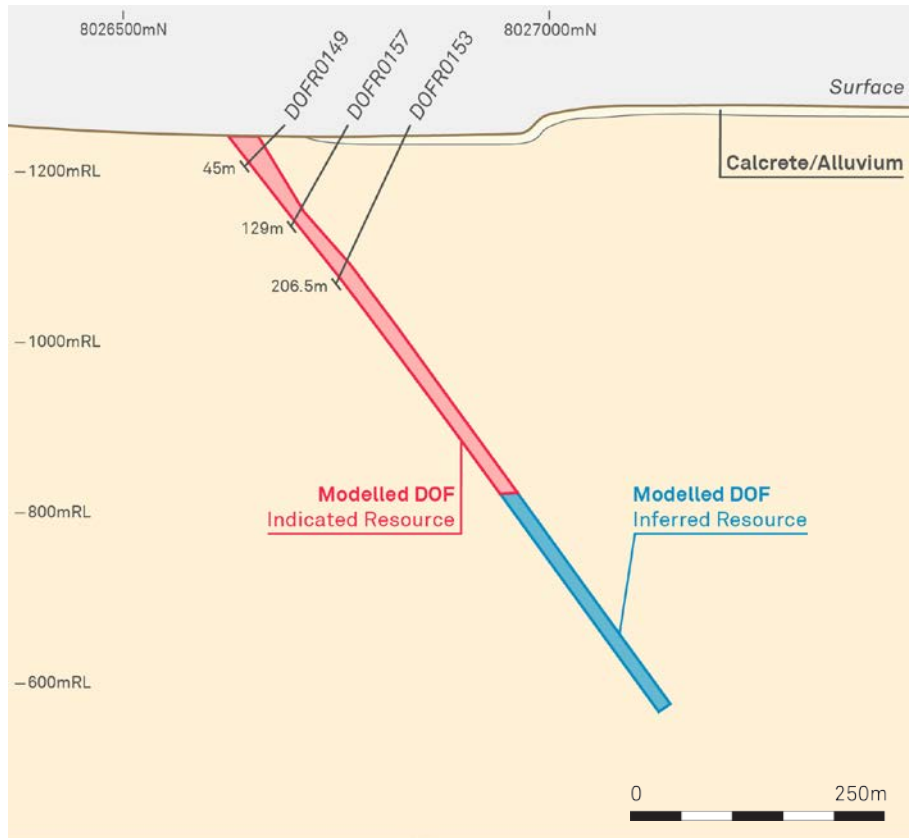 8026500mN
8027000mN
DOFR0149
DOFR0157
DOFR0153
Surface
1200mRL
45m
Calcrete/Alluvium
129m
206.5m
1000mRL
Modelled DOF
Indicated Resource
Modelled DOF
Inferred Resource
800mRL
600mRL
0 250m